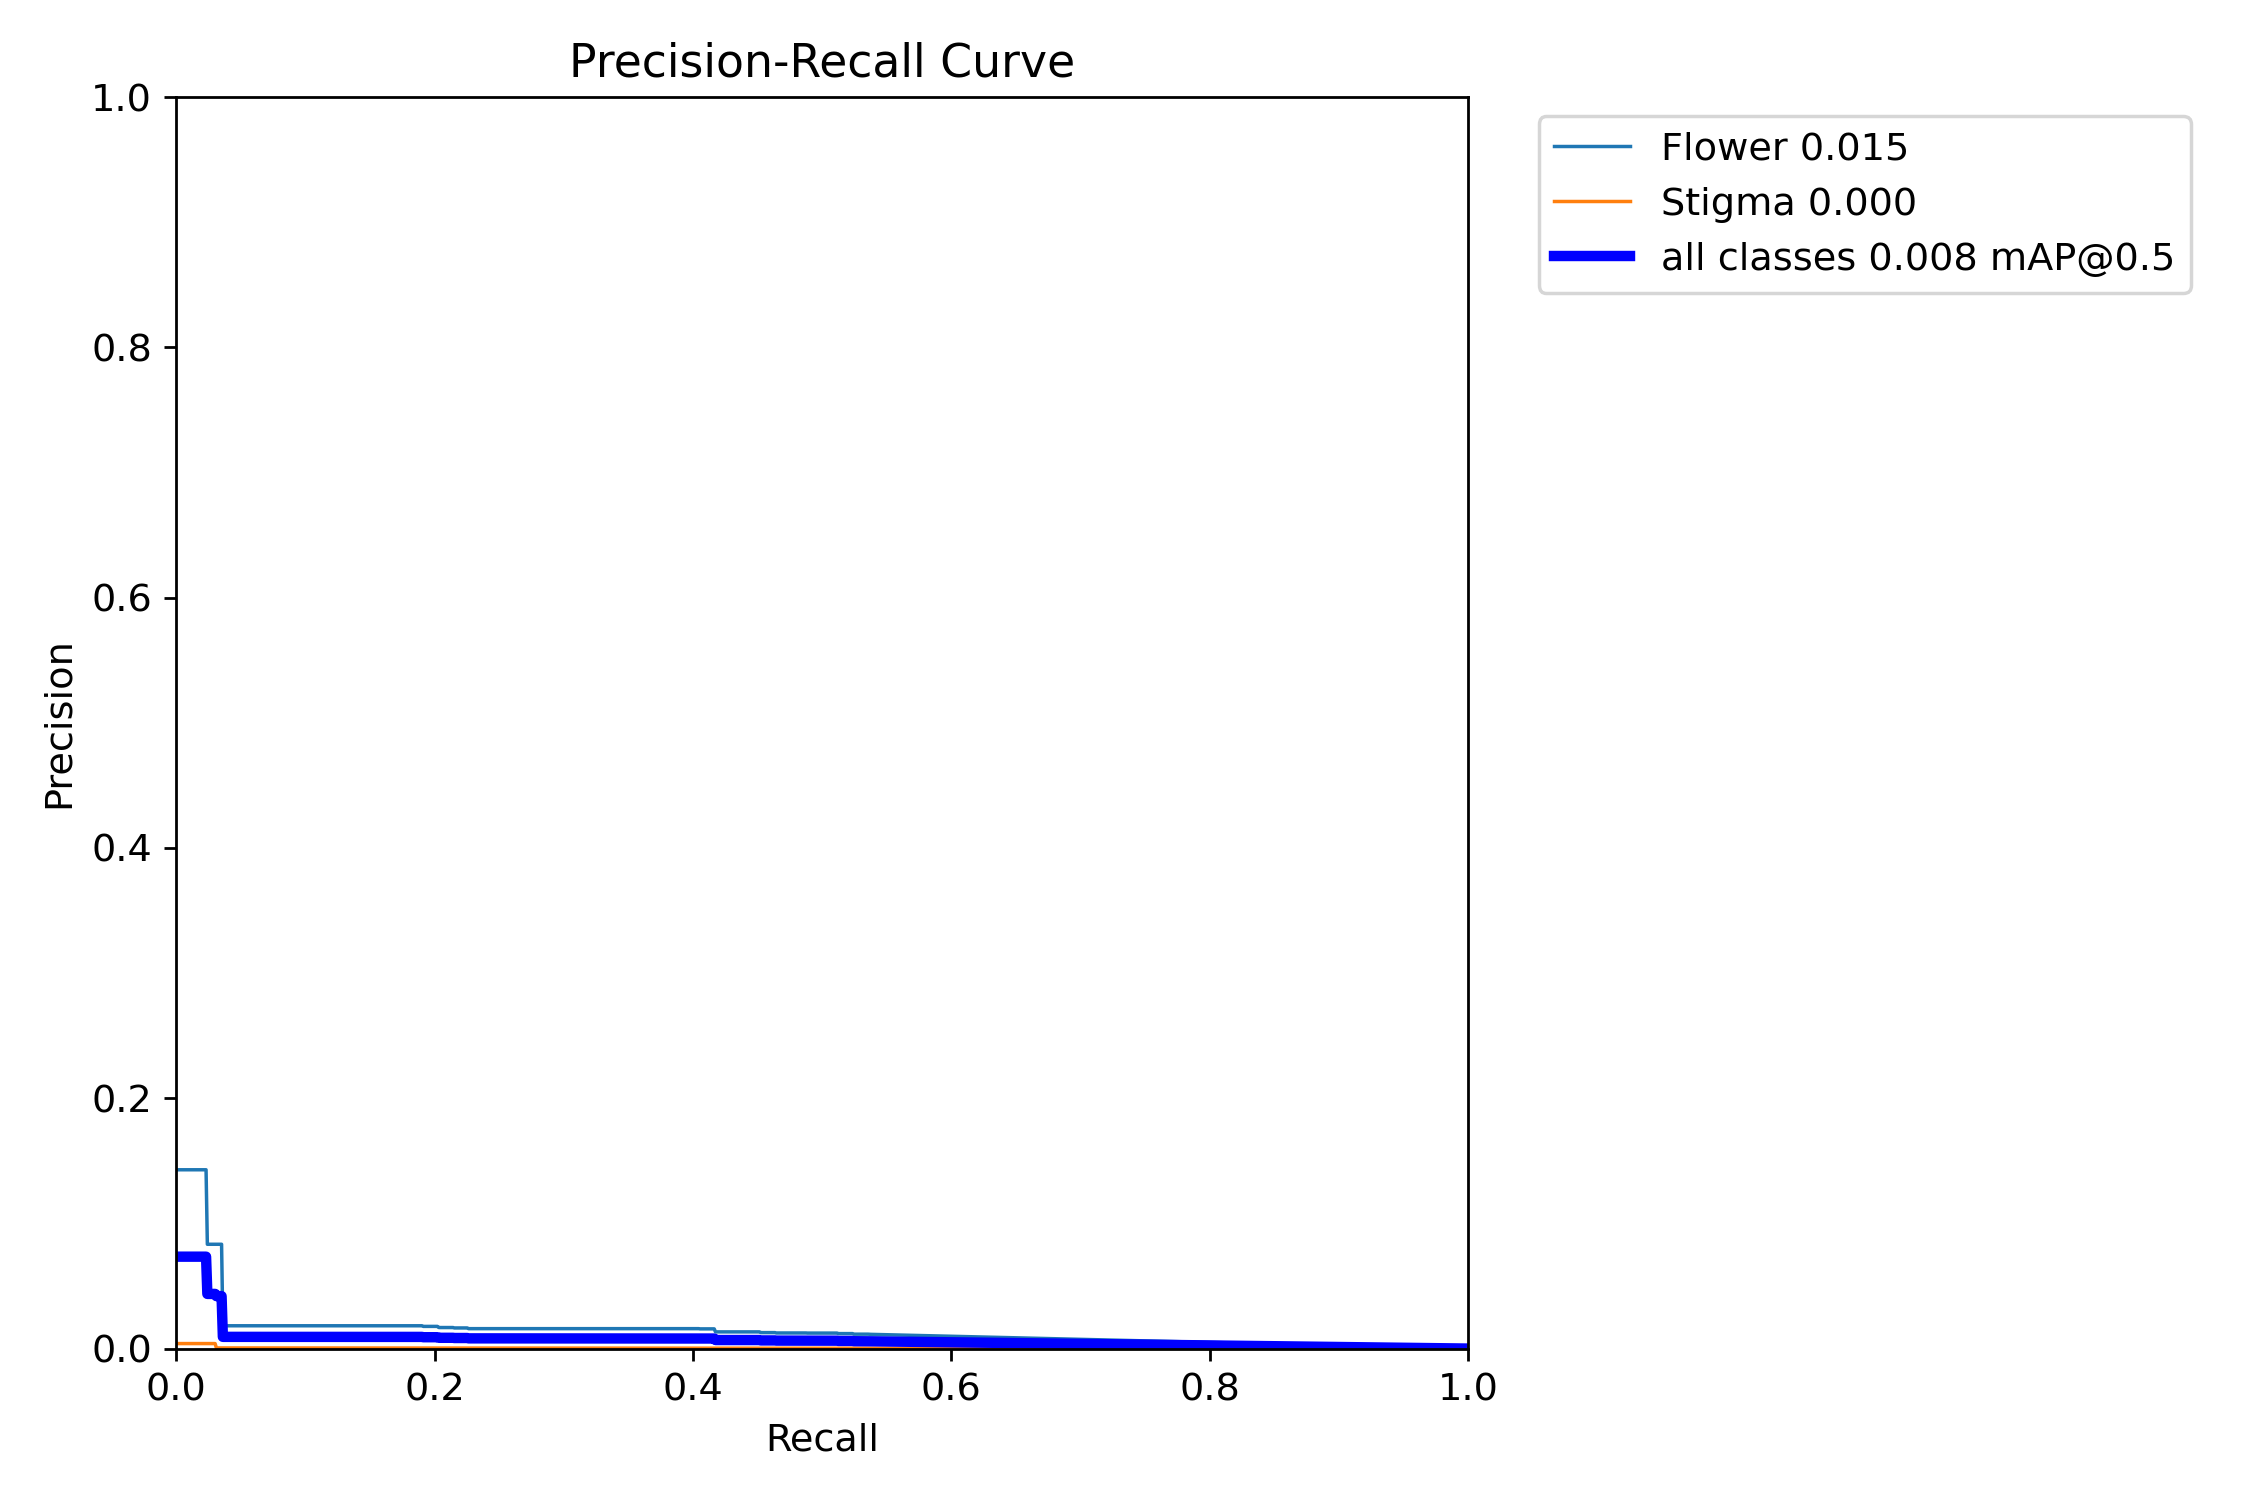 Precision-Recall Curve
1.0
0.8
0.6
0.4
0.2
0.0
Precision
0.0 0.2 0.4 0.6 0.8 1.0
Recall
Flower 0.015
Stigma 0.000
all classes 0.008 mAP@0.5